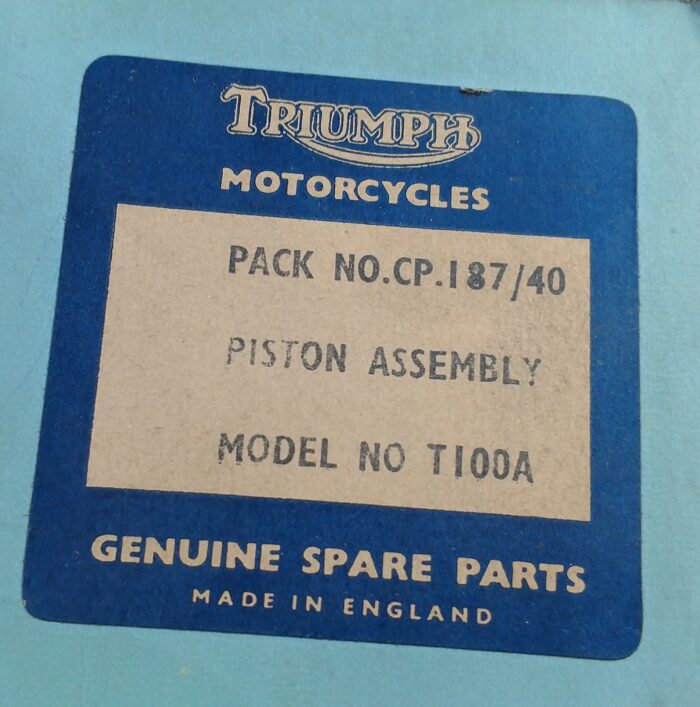 TRIUMPH
MOTORCYCLES
PACK NO.CP.187/40
PISTON ASSEMBLY
MODEL NO T100A
GENUINE SPARE PARTS
MADE IN ENGLAND